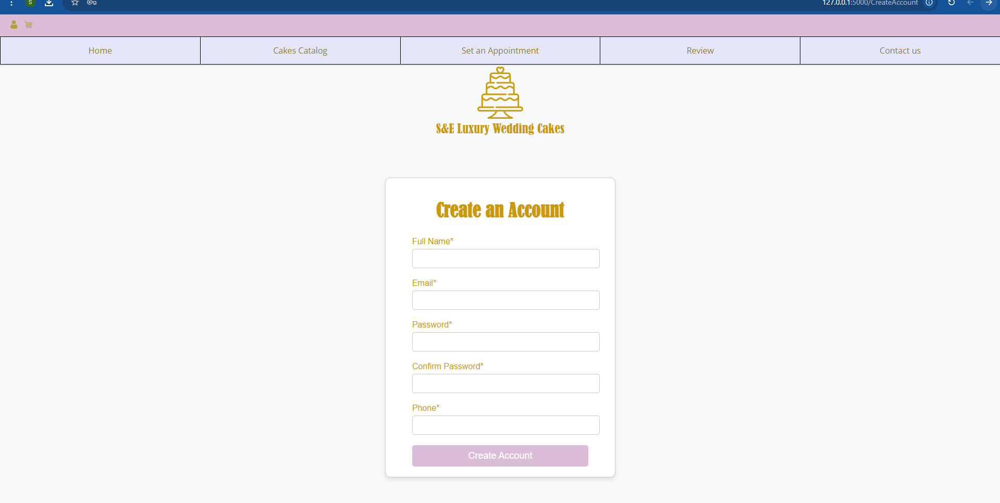 S
127.0.0.1:5000/CreateAccount
Home
Cakes Catalog
Set an Appointment
Review
Contact us
S&E Luxury Wedding Cakes
Create an Account
Full Name*
Email*
Password*
Confirm Password*
Phone*
Create Account